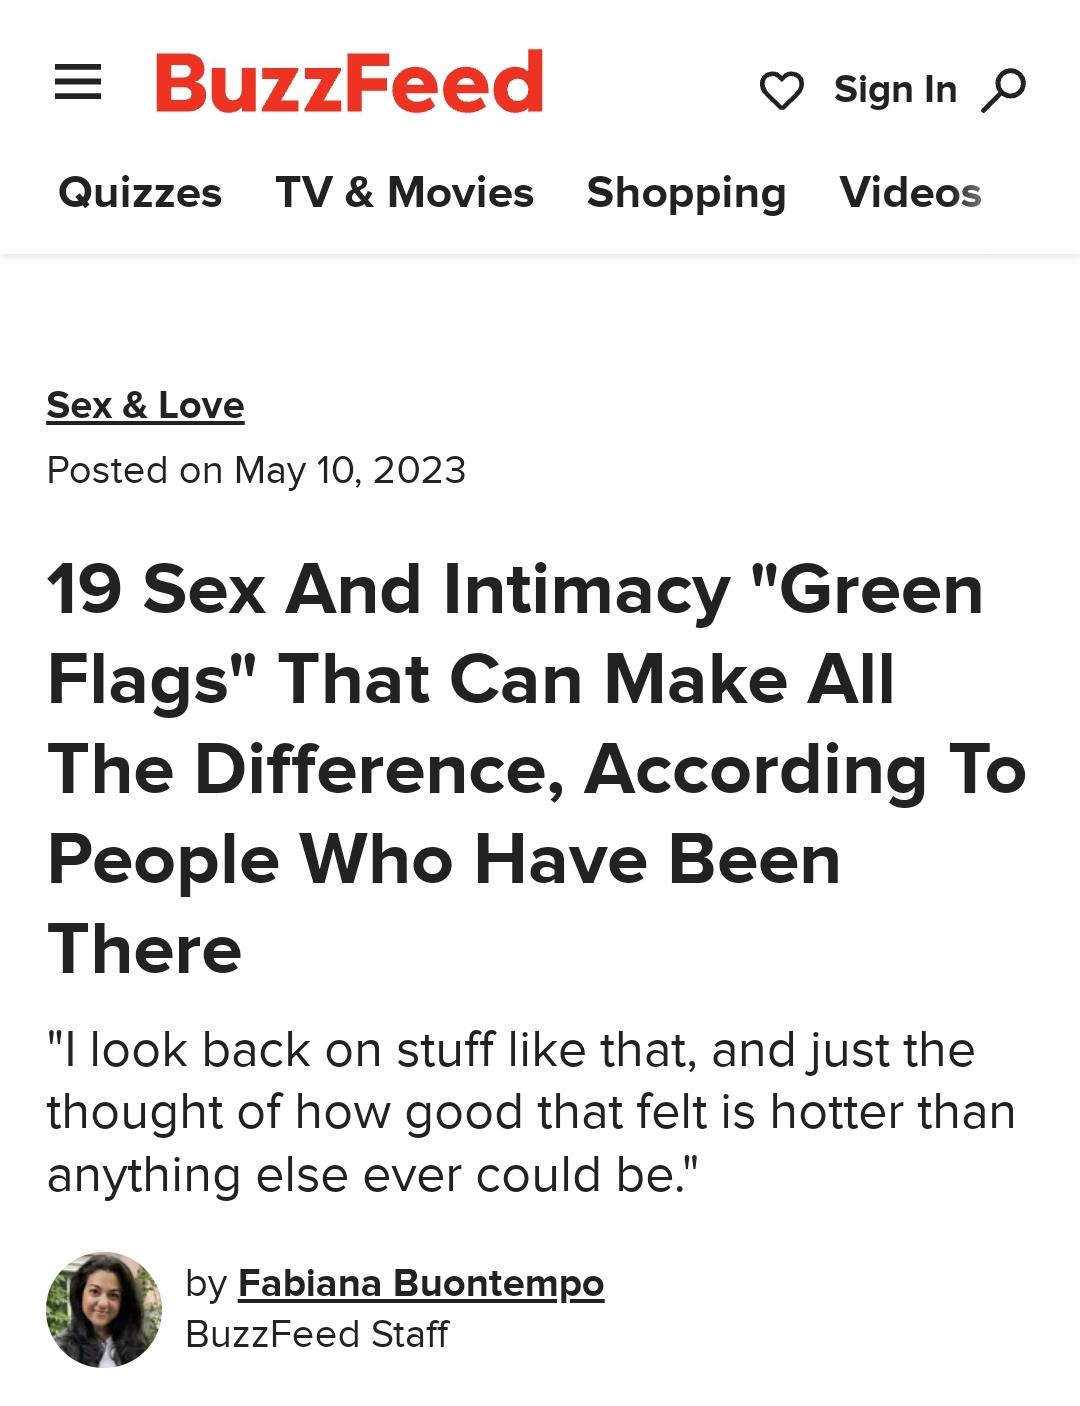 BuzzFeed
Sign In
Quizzes TV & Movies Shopping Videos
Sex & Love
Posted on May 10, 2023
19 Sex And Intimacy "Green
Flags" That Can Make All
The Difference, According To
People Who Have Been
There
"I look back on stuff like that, and just the
thought of how good that felt is hotter than
anything else ever could be."
by Fabiana Buontempo
BuzzFeed Staff